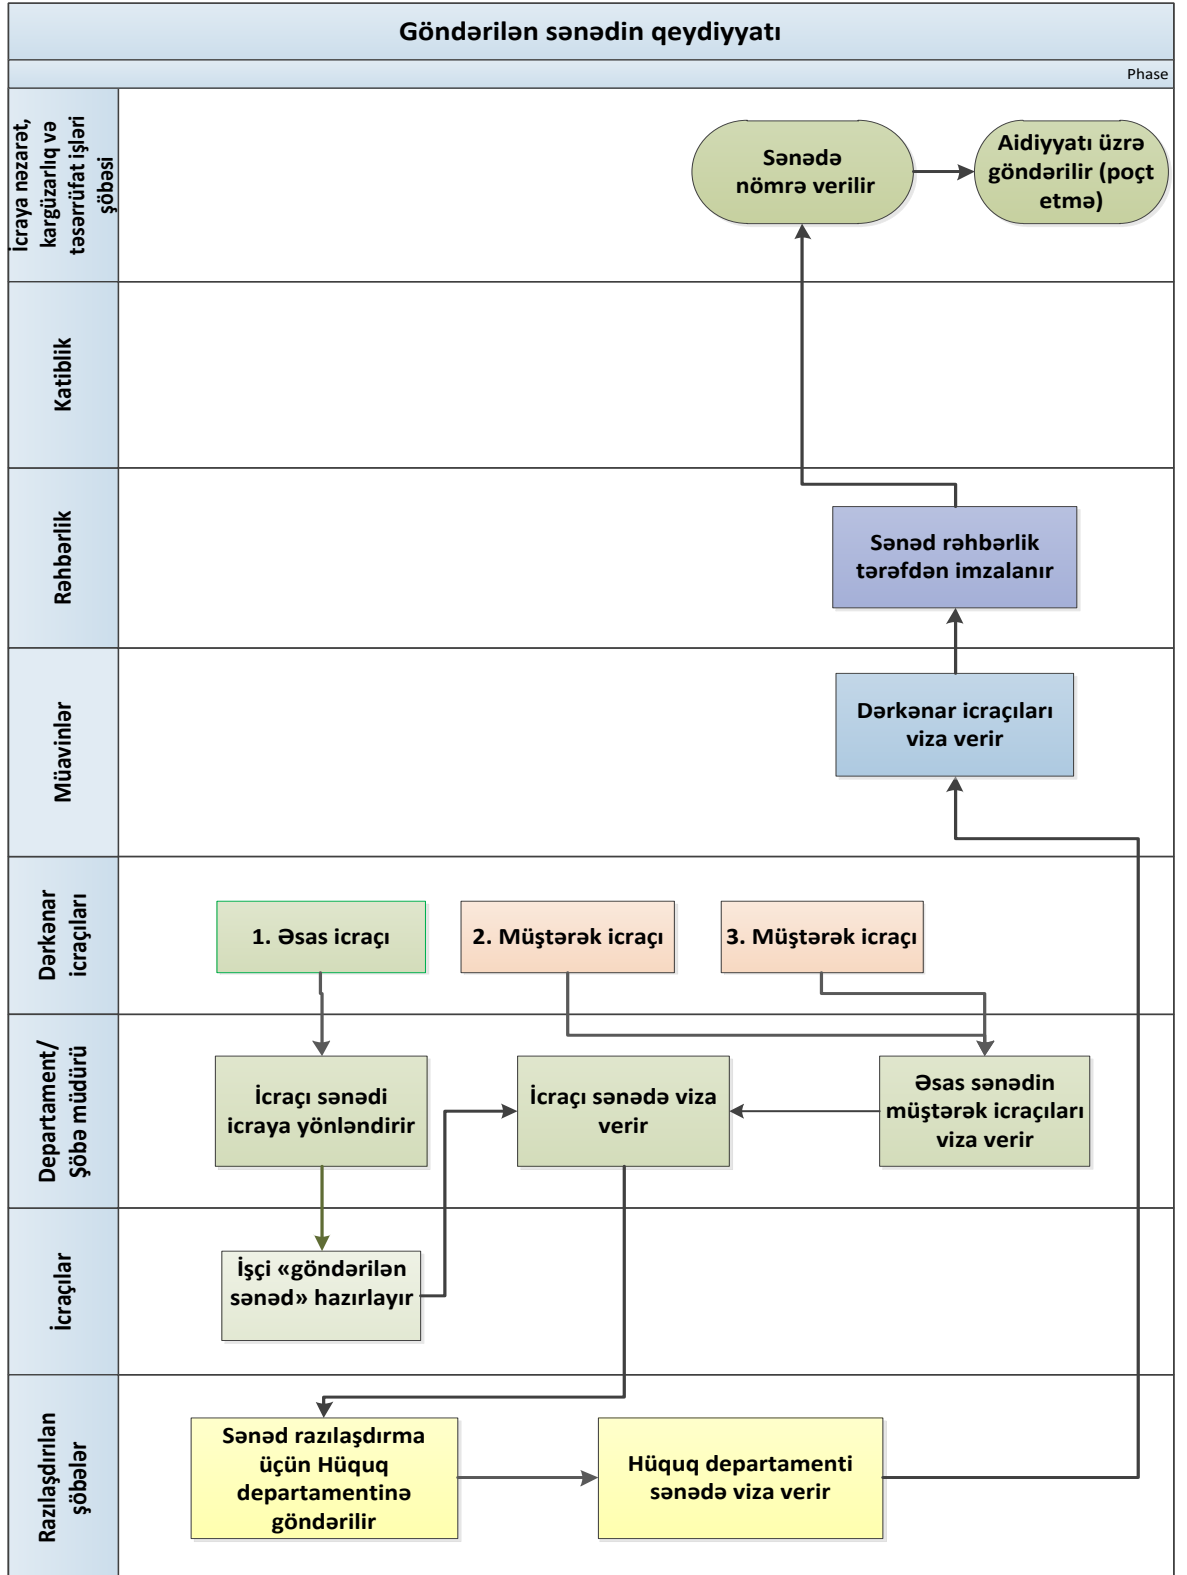 Göndərilən sənədin qeydiyyatı
Phase
İcraya nəzarət,
kargüzarlıq və
təsərrüfat işləri
şöbəsi
Sənədə
nömrə verilir
Aidiyyatı üzrə
göndərilir (poçt
etmə)
Katiblik
Rəhbərlik
Sənəd rəhbərlik
tərəfdən imzalanır
Müavinlər
Dərkənar icraçıları
viza verir
Dərkənar
icraçıları
1. Əsas icraçı
2. Müştərək icraçı
3. Müştərək icraçı
Departament/
Şöbə müdürü
İcraçı sənədi
icraya yönləndirir
İcraçı sənədə viza
verir
Əsas sənədin
müştərək icraçıları
viza verir
İcraçılar
İşçi «göndərilən
sənəd» hazırlayır
Razılaşdırılan
şöbələr
Sənəd razılaşdırma
üçün Hüquq
departamentinə
göndərilir
Hüquq departamenti
sənədə viza verir